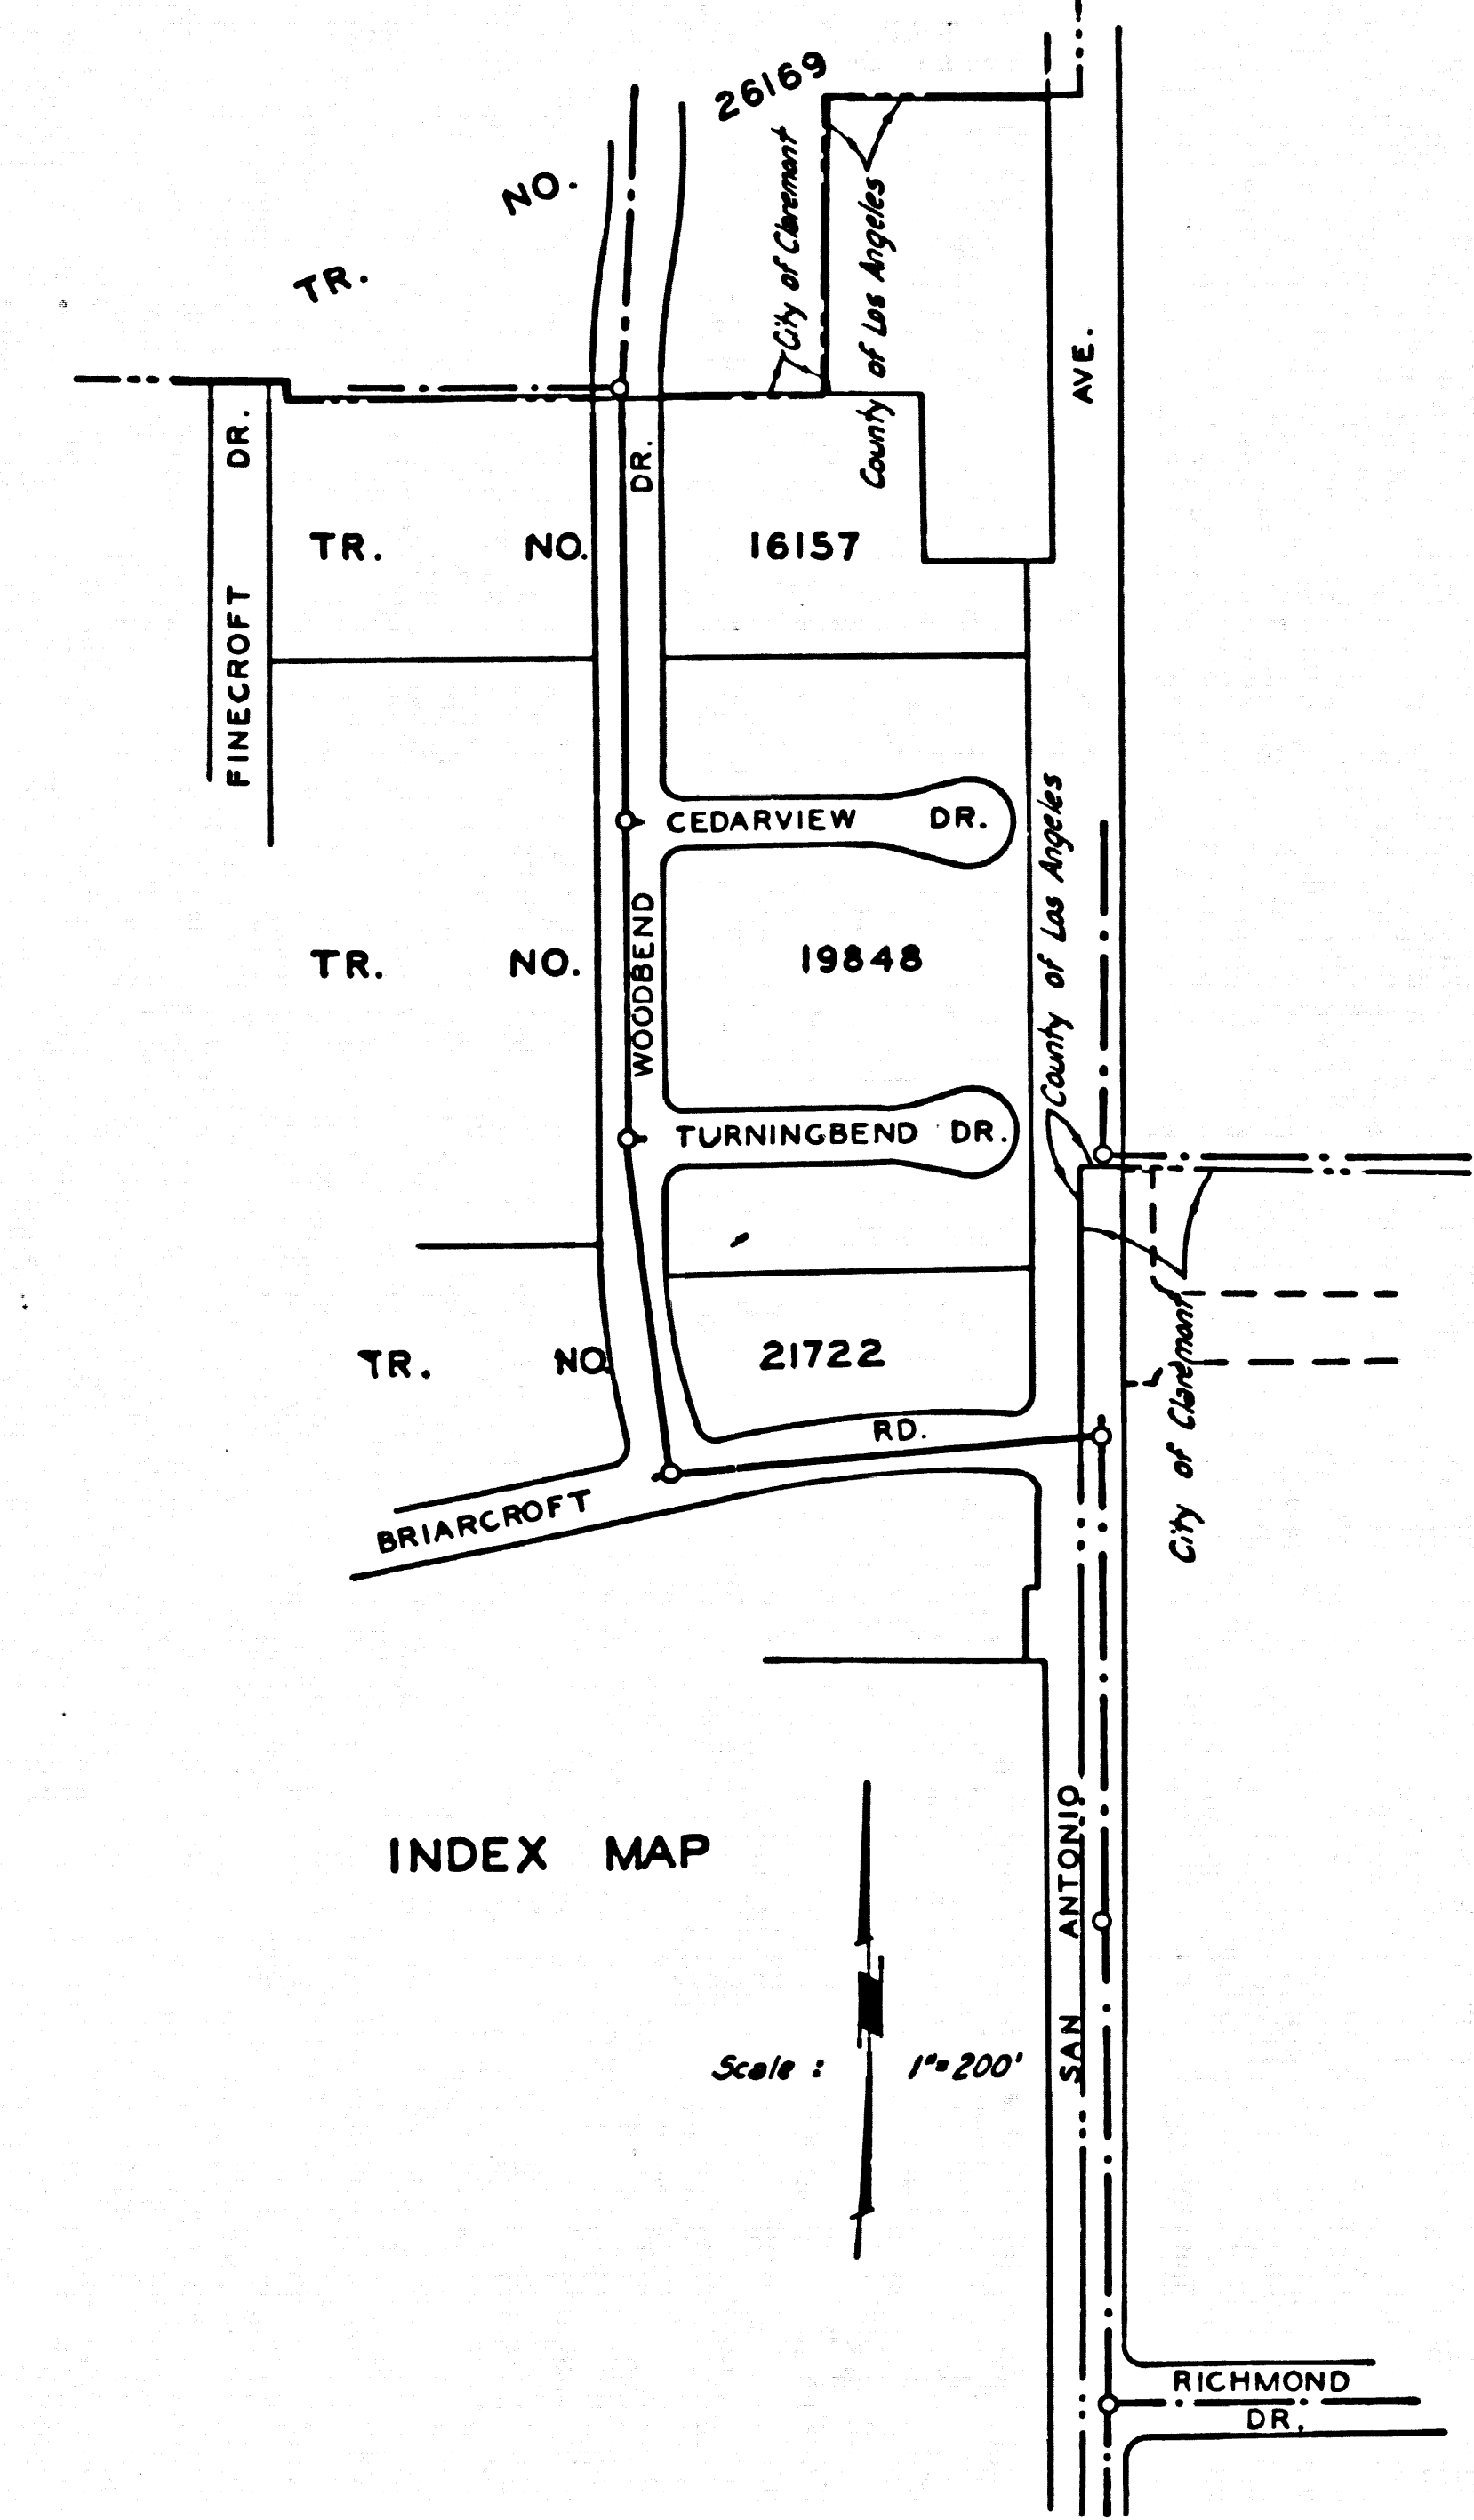 TR. NO. 26169
City of Claremont
County of Los Angeles
AVE.
FINECROFT DR.
DR.
TR. NO. 16157
CEDARVIEW DR.
County of Los Angeles
WOODBEND
TR. NO. 19848
TURNINGBEND DR.
TR. NO. 21722
City of Claremont
RD.
BRIARCROFT
INDEX MAP
SAN ANTONIO
Scale : 1"=200'
RICHMOND
DR.